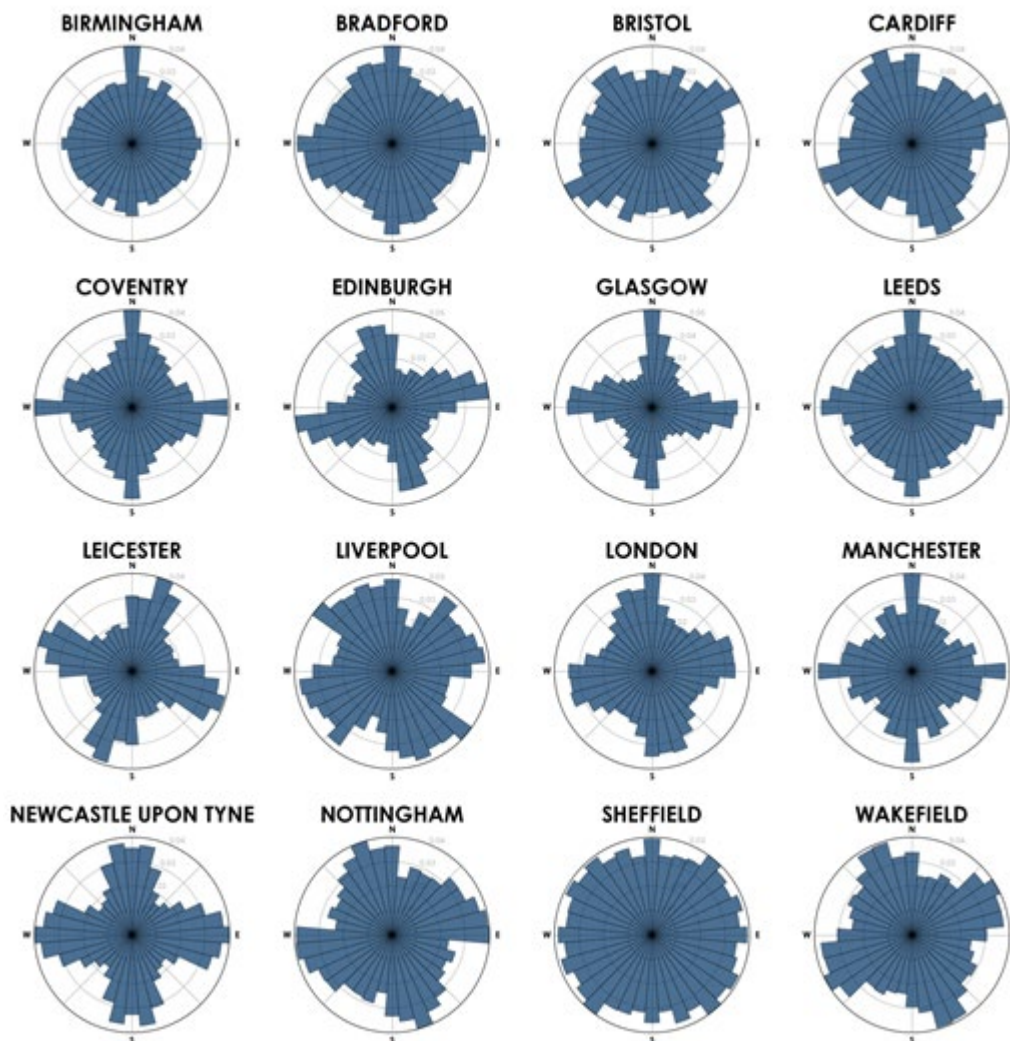 BIRMINGHAM BRADFORD BRISTOL CARDIFF
N N N N
W E W E W E W E
S S S S
COVENTRY EDINBURGH GLASGOW LEEDS
N N N N
W E W E W E W E
S S S S
LEICESTER LIVERPOOL LONDON MANCHESTER
N N N N
W E W E W E W E
S S S S
NEWCASTLE UPON TYNE NOTTINGHAM SHEFFIELD WAKEFIELD
N N N N
W E W E W E W E
S S S S